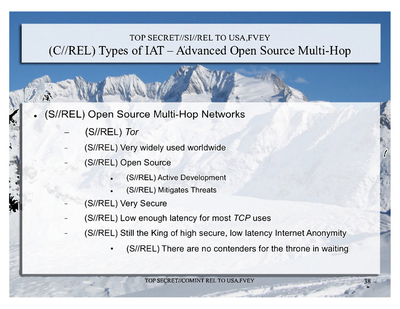 TOP SECRET//SI//REL TO USA,FVEY
(C//REL) Types of IAT – Advanced Open Source Multi-Hop
• (S//REL) Open Source Multi-Hop Networks
– (S//REL) Tor
– (S//REL) Very widely used worldwide
– (S//REL) Open Source
• (S//REL) Active Development
• (S//REL) Mitigates Threats
– (S//REL) Very Secure
– (S//REL) Low enough latency for most TCP uses
– (S//REL) Still the King of high secure, low latency Internet Anonymity
• (S//REL) There are no contenders for the throne in waiting
TOP SECRET//COMINT REL TO USA,FVEY
38